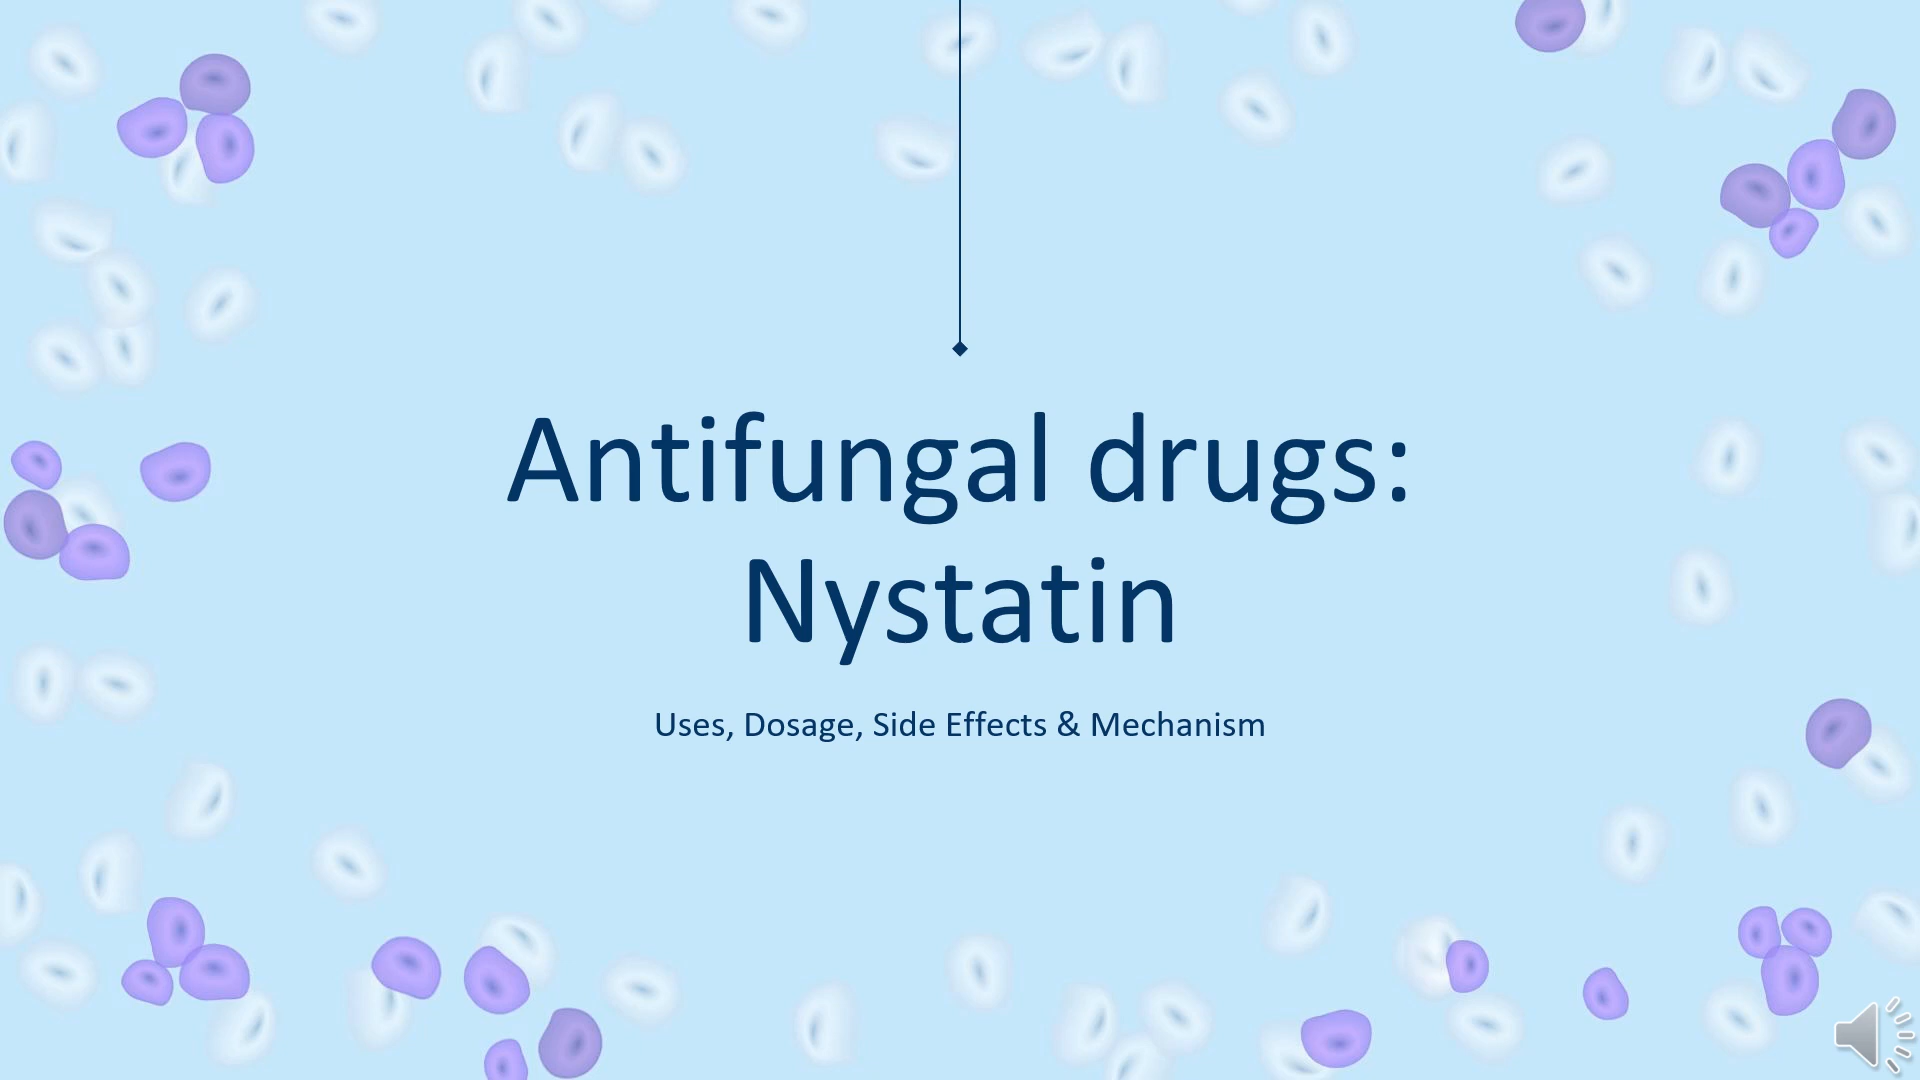 Antifungal drugs:
Nystatin
Uses, Dosage, Side Effects & Mechanism